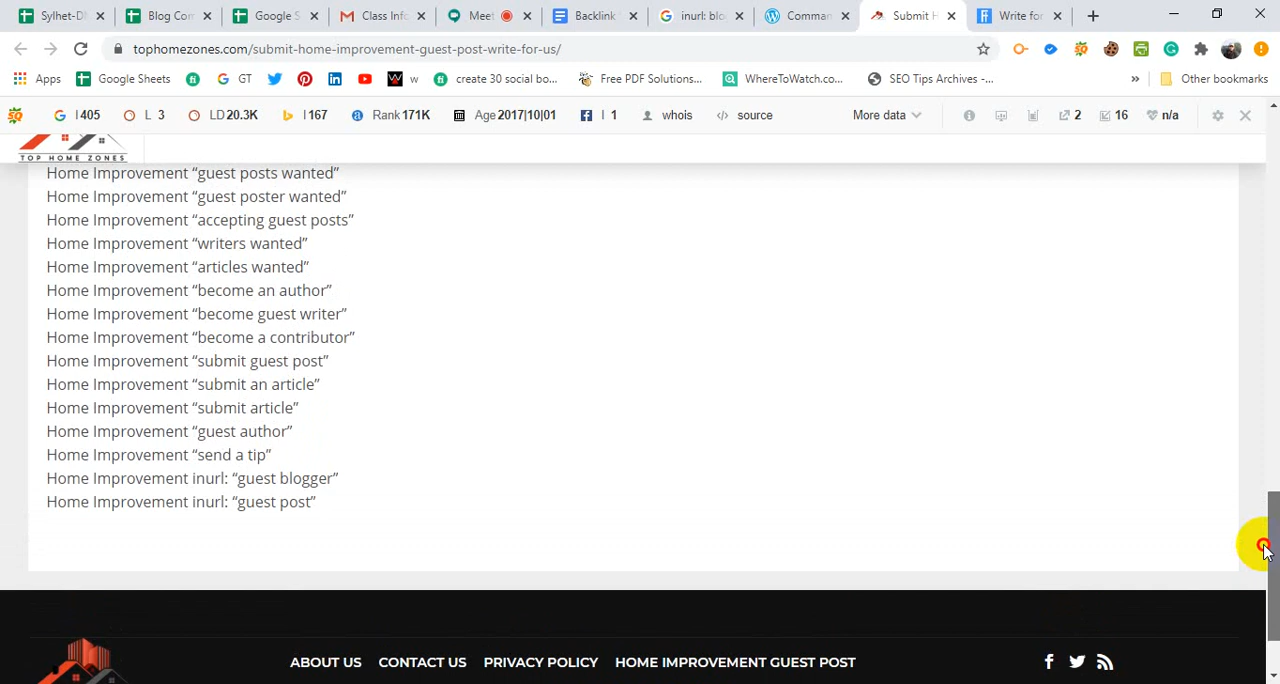 Sylhet-D
Blog Con
Google S
Class Info
Meet
Backlink
inurl: blo
Comman
Submit H
Write for
tophomezones.com/submit-home-improvement-guest-post-write-for-us/
Apps
Google Sheets
GT
w
create 30 social bo...
Free PDF Solutions...
WhereToWatch.co...
SEO Tips Archives -...
»
Other bookmarks
I 405
L 3
LD 20.3K
I 167
Rank 171K
Age 2017|10|01
I 1
whois
source
More data
2
16
n/a
TOP HOME ZONES
Home Improvement “guest posts wanted”
Home Improvement “guest poster wanted”
Home Improvement “accepting guest posts”
Home Improvement “writers wanted”
Home Improvement “articles wanted”
Home Improvement “become an author”
Home Improvement “become guest writer”
Home Improvement “become a contributor”
Home Improvement “submit guest post”
Home Improvement “submit an article”
Home Improvement “submit article”
Home Improvement “guest author”
Home Improvement “send a tip”
Home Improvement inurl: “guest blogger”
Home Improvement inurl: “guest post”
ABOUT US
CONTACT US
PRIVACY POLICY
HOME IMPROVEMENT GUEST POST